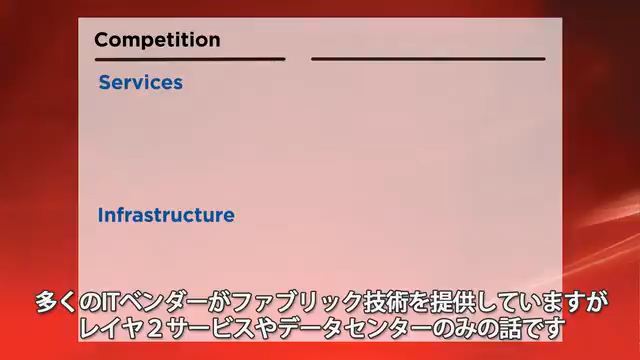 Competition
Services
Infrastructure
多くのITベンダーがファブリック技術を提供していますが
レイヤ２サービスやデータセンターのみの話です